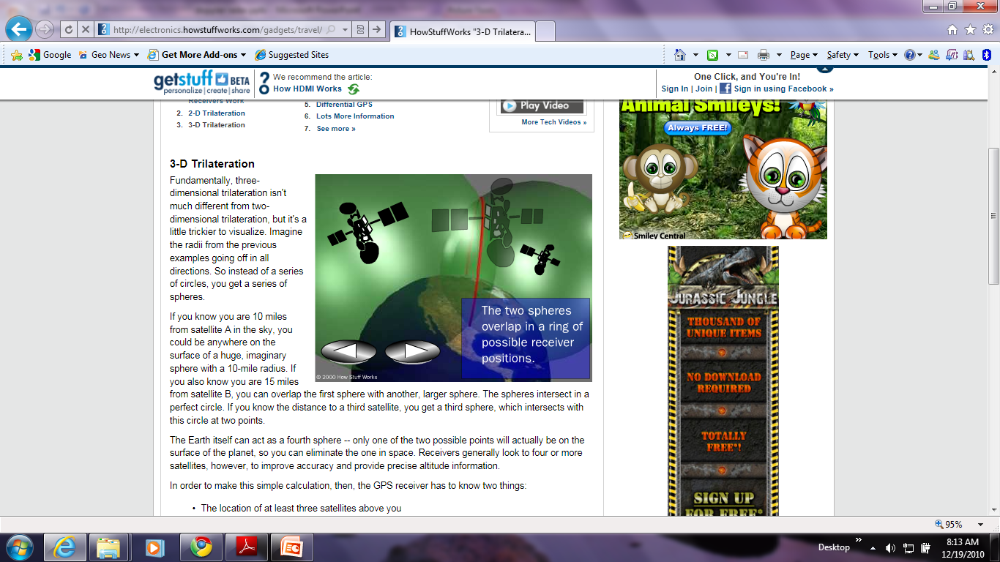 http://electronics.howstuffworks.com/gadgets/travel/
HowStuffWorks "3-D Trilatera...
Google
Geo News
Get More Add-ons
Suggested Sites
Page
Safety
Tools
getstuff BETA
personalize | create | share
We recommend the article:
How HDMI Works
One Click, and You're In!
Sign In | Join | Sign in using Facebook »
Receivers Work
2. 2-D Trilateration
3. 3-D Trilateration
5. Differential GPS
6. Lots More Information
7. See more »
Play Video
More Tech Videos »
Animal Smileys!
Always FREE!
Smiley Central
3-D Trilateration
Fundamentally, three-
dimensional trilateration isn't
much different from two-
dimensional trilateration, but it's a
little trickier to visualize. Imagine
the radii from the previous
examples going off in all
directions. So instead of a series
of circles, you get a series of
spheres.
If you know you are 10 miles
from satellite A in the sky, you
could be anywhere on the
surface of a huge, imaginary
sphere with a 10-mile radius. If
you also know you are 15 miles
from satellite B, you can overlap the first sphere with another, larger sphere. The spheres intersect in a
perfect circle. If you know the distance to a third satellite, you get a third sphere, which intersects with
this circle at two points.
The Earth itself can act as a fourth sphere -- only one of the two possible points will actually be on the
surface of the planet, so you can eliminate the one in space. Receivers generally look to four or more
satellites, however, to improve accuracy and provide precise altitude information.
In order to make this simple calculation, then, the GPS receiver has to know two things:
• The location of at least three satellites above you
The two spheres
overlap in a ring of
possible receiver
positions.
© 2000 How Stuff Works
JURASSIC JUNGLE
THOUSAND OF
UNIQUE ITEMS
NO DOWNLOAD
REQUIRED
TOTALLY
FREE*!
SIGN UP
FOR FREE*
95%
Desktop
8:13 AM
12/19/2010